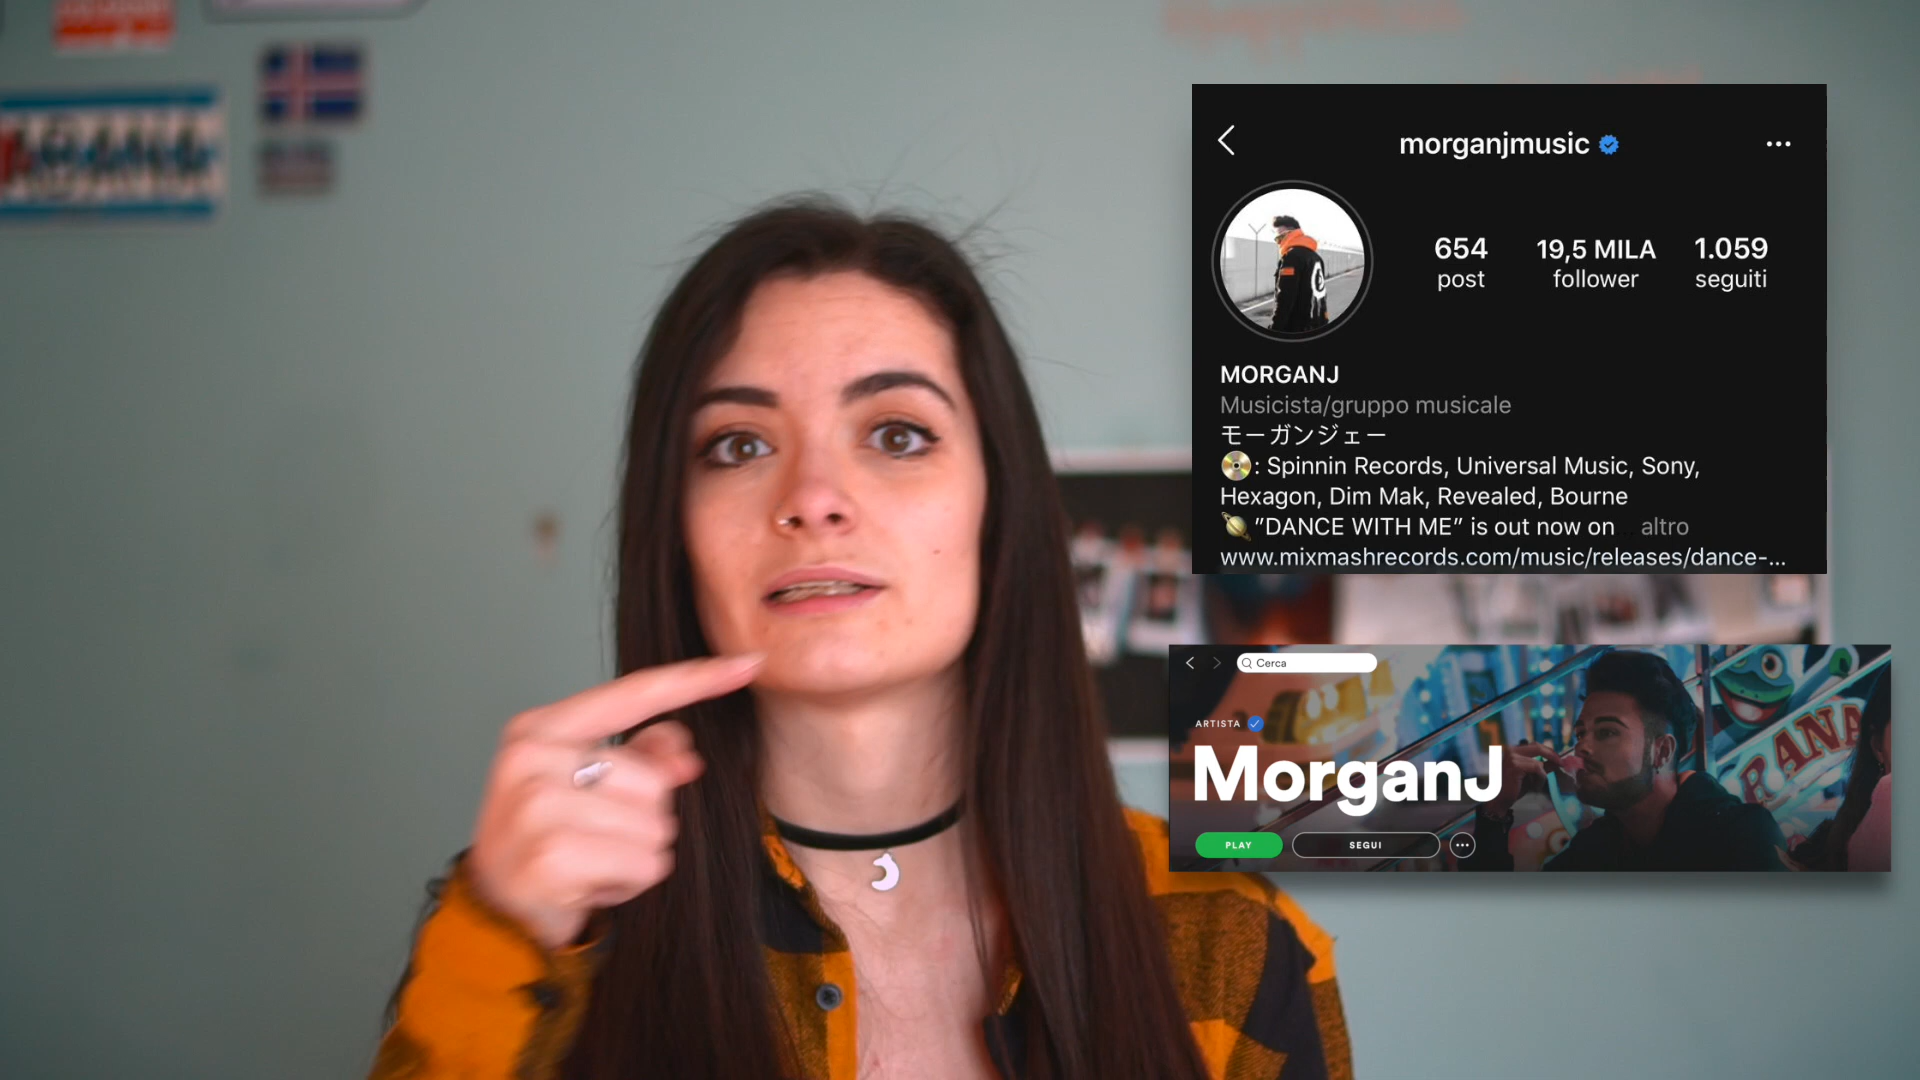 morganjmusic
654
post
19,5 MILA
follower
1.059
seguiti
MORGANJ
Musicista/gruppo musicale
モーガンジェー
: Spinnin Records, Universal Music, Sony,
Hexagon, Dim Mak, Revealed, Bourne
"DANCE WITH ME" is out now on altro
www.mixmashrecords.com/music/releases/dance-...
Cerca
ARTISTA
MorganJ
PLAY
SEGUI
RANA